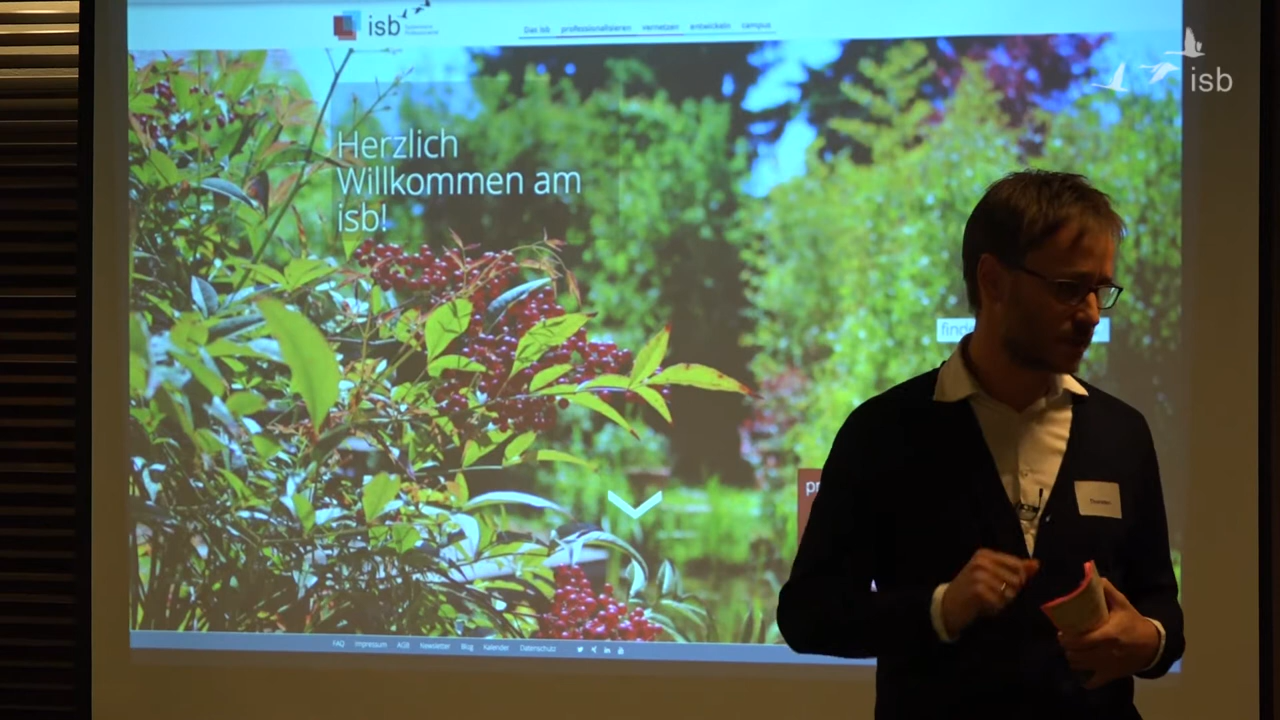 isb
Das isb professionalisieren vernetzen entwickeln campus
isb
Herzlich
Willkommen am
isb!
FAQ Impressum AGB Newsletter Blog Kalender Datenschutz